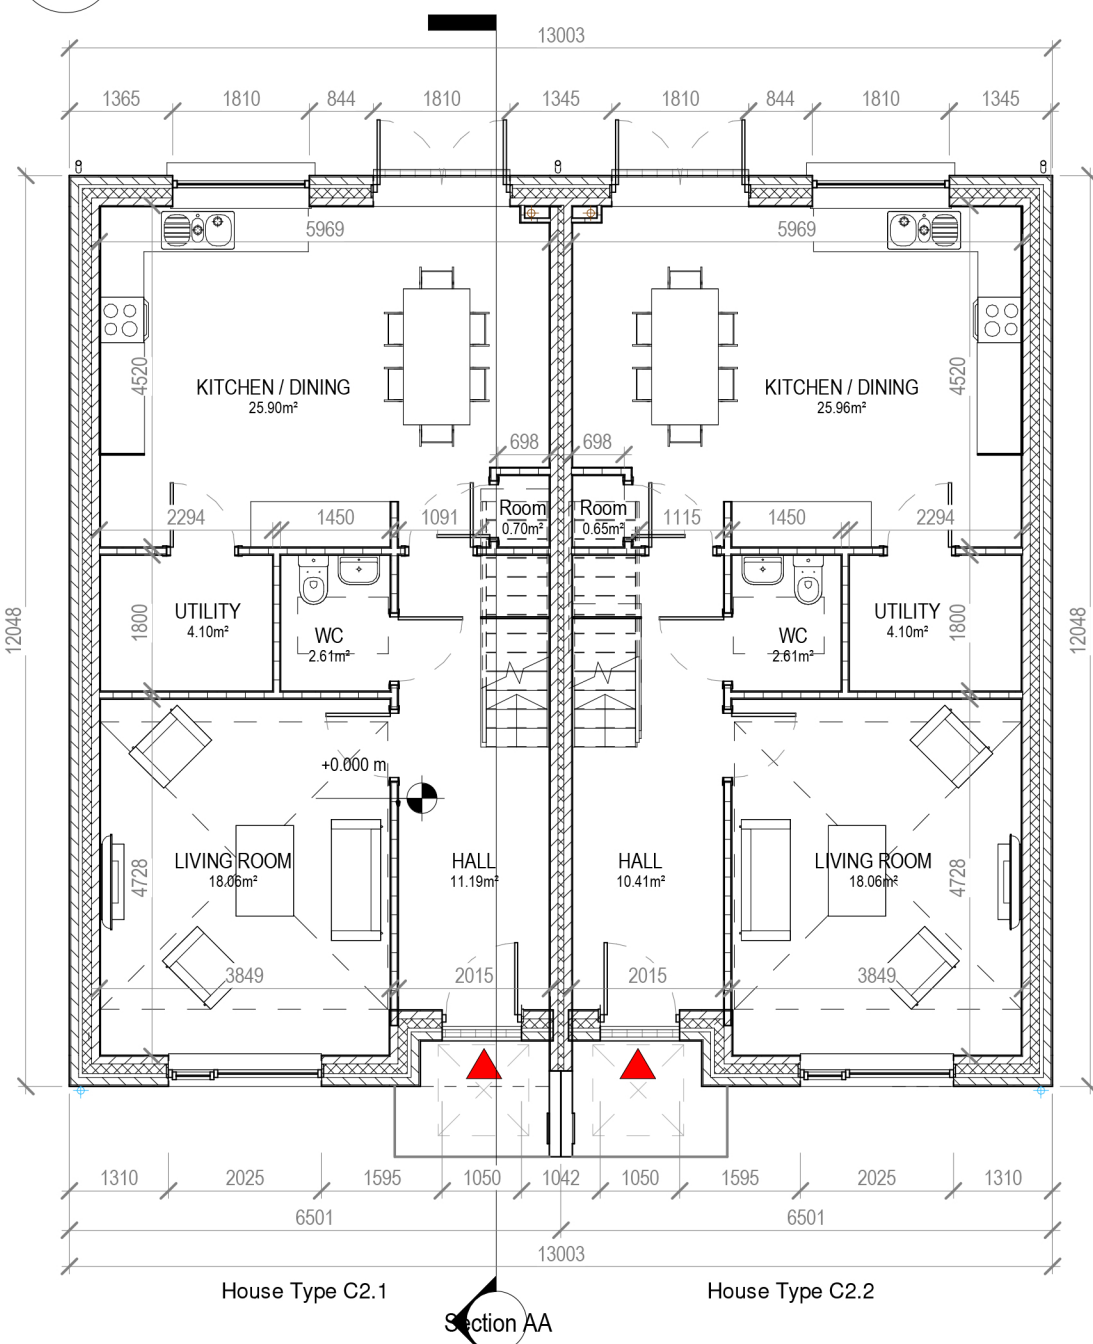 13003
1365 1810 844 1810 1345 1810 844 1810 1345
5969 5969
4520 4520
KITCHEN / DINING KITCHEN / DINING
25.90m² 25.96m²
698 698
Room Room
0.70m² 0.65m²
2294 1450 1091 1115 1450 2294
UTILITY UTILITY
4.10m² 4.10m²
1800 1800
12048 12048
WC WC
2.61m² 2.61m²
+0.000 m
LIVING ROOM HALL HALL LIVING ROOM
18.06m² 11.19m² 10.41m² 18.06m²
4728 4728
3849 2015 2015 3849
1310 2025 1595 1050 1042 1050 1595 2025 1310
6501 6501
13003
House Type C2.1 House Type C2.2
Section AA